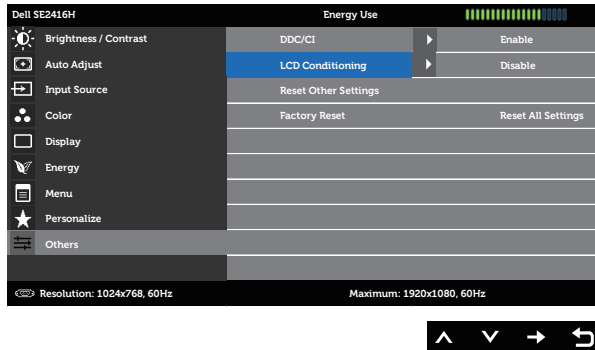 Dell SE2416H Energy Use
Brightness / Contrast DDC/CI Enable
Auto Adjust LCD Conditioning Disable
Input Source Reset Other Settings
Color Factory Reset Reset All Settings
Display
Energy
Menu
Personalize
Others
Resolution: 1024x768, 60Hz Maximum: 1920x1080, 60Hz